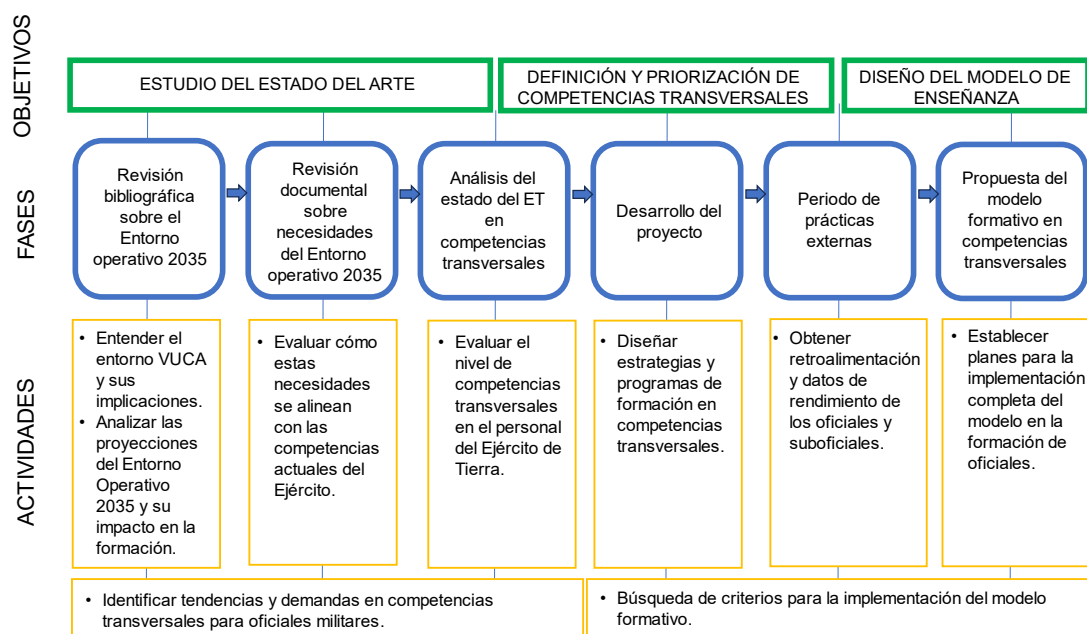 OBJETIVOS
ESTUDIO DEL ESTADO DEL ARTE
DEFINICIÓN Y PRIORIZACIÓN DE
COMPETENCIAS TRANSVERSALES
DISEÑO DEL MODELO DE
ENSEÑANZA
FASES
Revisión
bibliográfica
sobre el
Entorno
operativo 2035
Revisión
documental
sobre
necesidades
del Entorno
operativo 2035
Análisis del
estado del ET
en
competencias
transversales
Desarrollo del
proyecto
Periodo de
prácticas
externas
Propuesta del
modelo
formativo en
competencias
transversales
ACTIVIDADES
• Entender el
entorno VUCA
y sus
implicaciones.
• Analizar las
proyecciones
del Entorno
Operativo
2035 y su
impacto en la
formación.
• Evaluar cómo
estas
necesidades
se alinean
con las
competencias
actuales del
Ejército.
• Evaluar el
nivel de
competencias
transversales
en el personal
del Ejército de
Tierra.
• Diseñar
estrategias y
programas de
formación en
competencias
transversales.
• Obtener
retroalimentación
y datos de
rendimiento de
los oficiales y
suboficiales.
• Establecer
planes para la
implementación
completa del
modelo en la
formación de
oficiales.
• Identificar tendencias y demandas en competencias
transversales para oficiales militares.
• Búsqueda de criterios para la implementación del modelo
formativo.